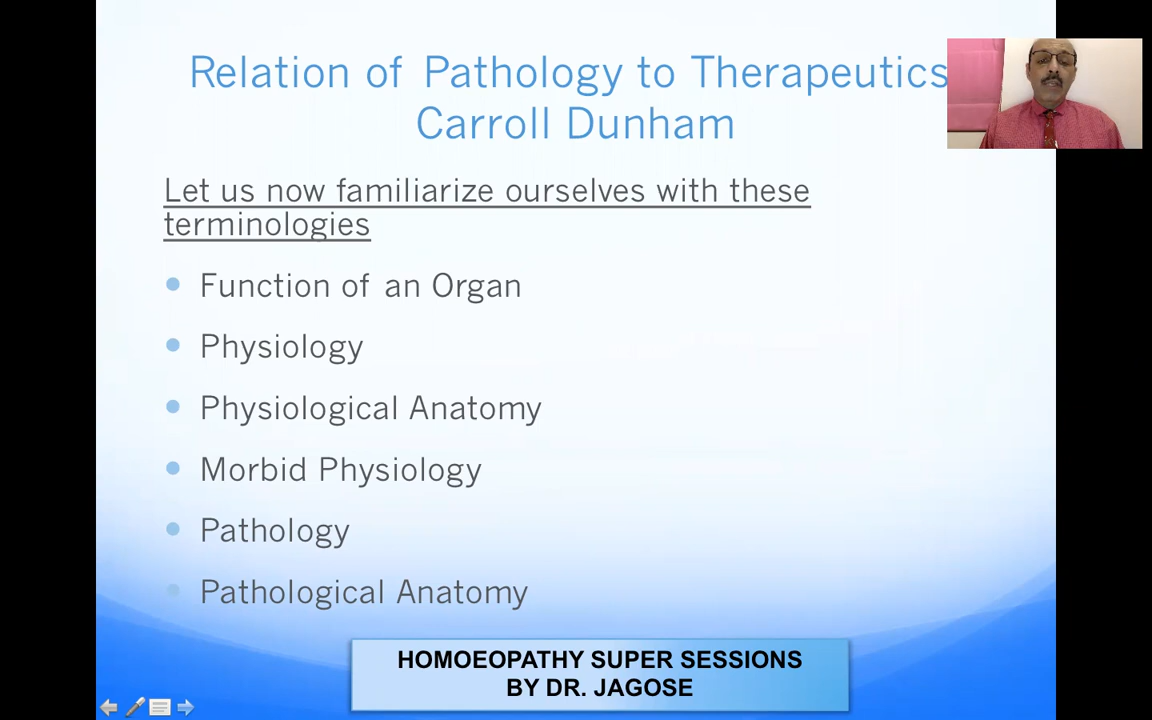 Relation of Pathology to Therapeutics
Carroll Dunham
Let us now familiarize ourselves with these
terminologies
Function of an Organ
Physiology
Physiological Anatomy
Morbid Physiology
Pathology
Pathological Anatomy
HOMOEOPATHY SUPER SESSIONS
BY DR. JAGOSE